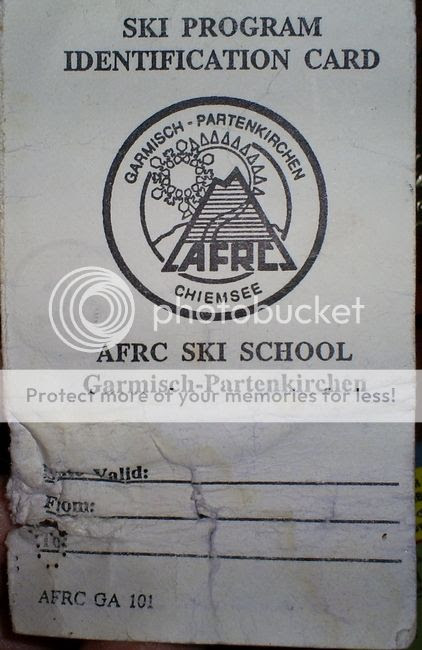 SKI PROGRAM
IDENTIFICATION CARD
GARMISCH - PARTENKIRCHEN
AFRC
CHIEMSEE
photobucket
AFRC SKI SCHOOL
Protect more of your memories for less!
Garmisch-Partenkirchen
Date Valid:
From:
To:
AFRC GA 101